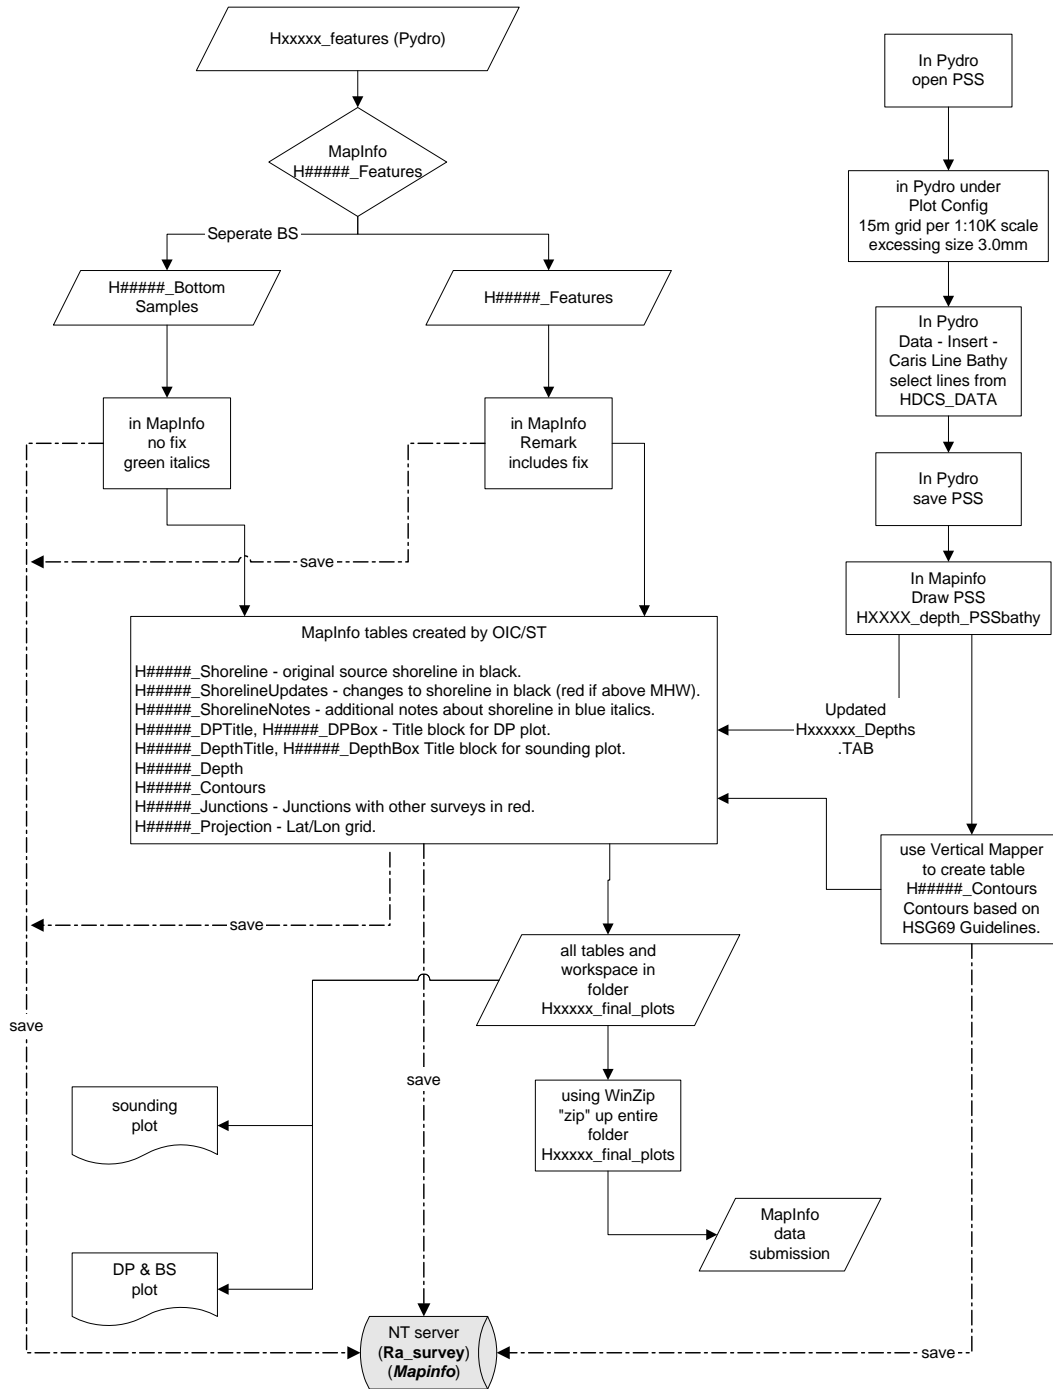 Hxxxxx_features (Pydro)
MapInfo
H#####_Features
Seperate BS
H#####_Bottom
Samples
H#####_Features
in MapInfo
no fix
green italics
in MapInfo
Remark
includes fix
save
In Pydro
open PSS
in Pydro under
Plot Config
15m grid per 1:10K scale
excessing size 3.0mm
In Pydro
Data - Insert -
Caris Line Bathy
select lines from
HDCS_DATA
In Pydro
save PSS
In Mapinfo
Draw PSS
HXXXX_depth_PSSbathy
Updated
Hxxxxxx_Depths
.TAB
MapInfo tables created by OIC/ST
H#####_Shoreline - original source shoreline in black.
H#####_ShorelineUpdates - changes to shoreline in black (red if above MHW).
H#####_ShorelineNotes - additional notes about shoreline in blue italics.
H#####_DPTitle, H#####_DPBox - Title block for DP plot.
H#####_DepthTitle, H#####_DepthBox Title block for sounding plot.
H#####_Depth
H#####_Contours
H#####_Junctions - Junctions with other surveys in red.
H#####_Projection - Lat/Lon grid.
use Vertical Mapper
to create table
H#####_Contours
Contours based on
HSG69 Guidelines.
save
all tables and
workspace in
folder
Hxxxxx_final_plots
save
save
sounding
plot
using WinZip
"zip" up entire
folder
Hxxxxx_final_plots
MapInfo
data
submission
DP & BS
plot
NT server
(Ra_survey)
(Mapinfo)
save